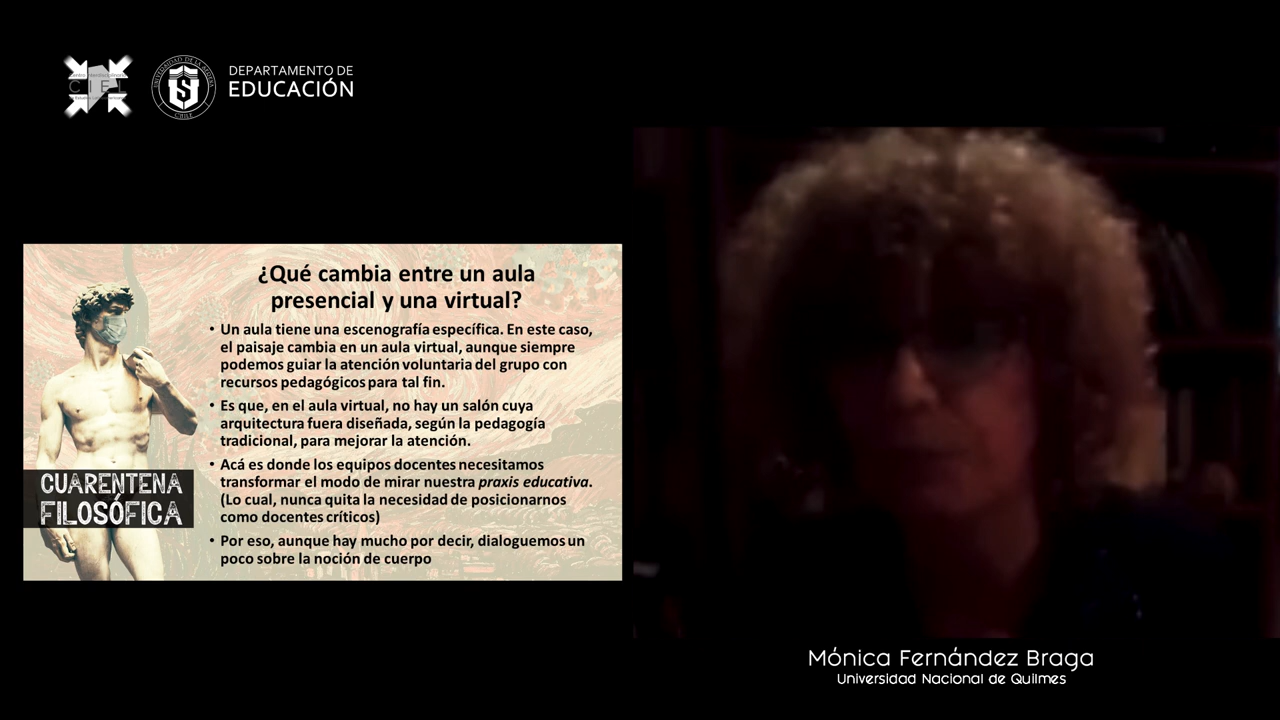 CIEL
UNIVERSIDAD DE LA SERENA
CHILE
DEPARTAMENTO DE
EDUCACIÓN
¿Qué cambia entre un aula
presencial y una virtual?
• Un aula tiene una escenografía específica. En este caso,
el paisaje cambia en un aula virtual, aunque siempre
podemos guiar la atención voluntaria del grupo con
recursos pedagógicos para tal fin.
• Es que, en el aula virtual, no hay un salón cuya
arquitectura fuera diseñada, según la pedagogía
tradicional, para mejorar la atención.
• Acá es donde los equipos docentes necesitamos
transformar el modo de mirar nuestra praxis educativa.
(Lo cual, nunca quita la necesidad de posicionarnos
como docentes críticos)
• Por eso, aunque hay mucho por decir, dialoguemos un
poco sobre la noción de cuerpo
CUARENTENA
FILOSÓFICA
Mónica Fernández Braga
Universidad Nacional de Quilmes